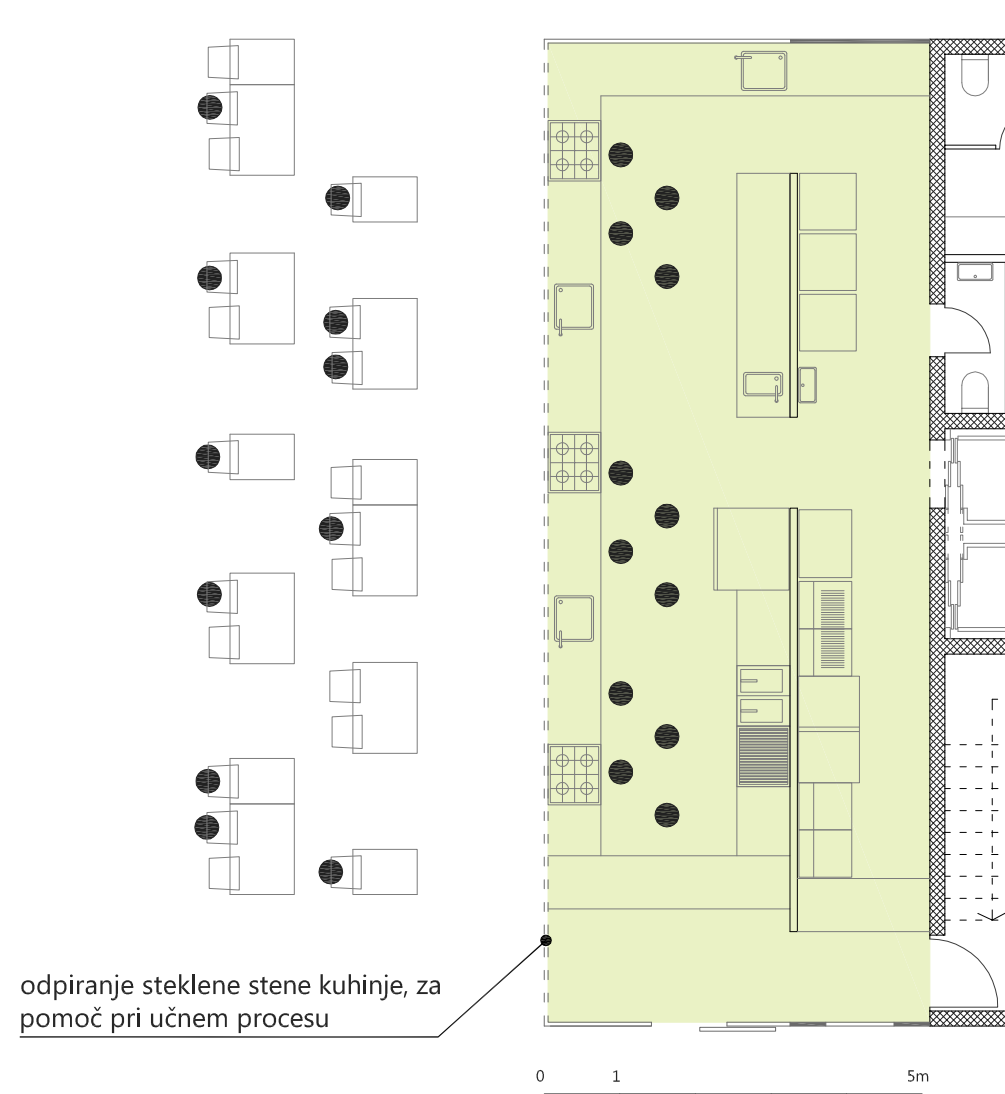 odpiranje steklene stene kuhinje, za
pomoč pri učnem procesu
0 1 5m